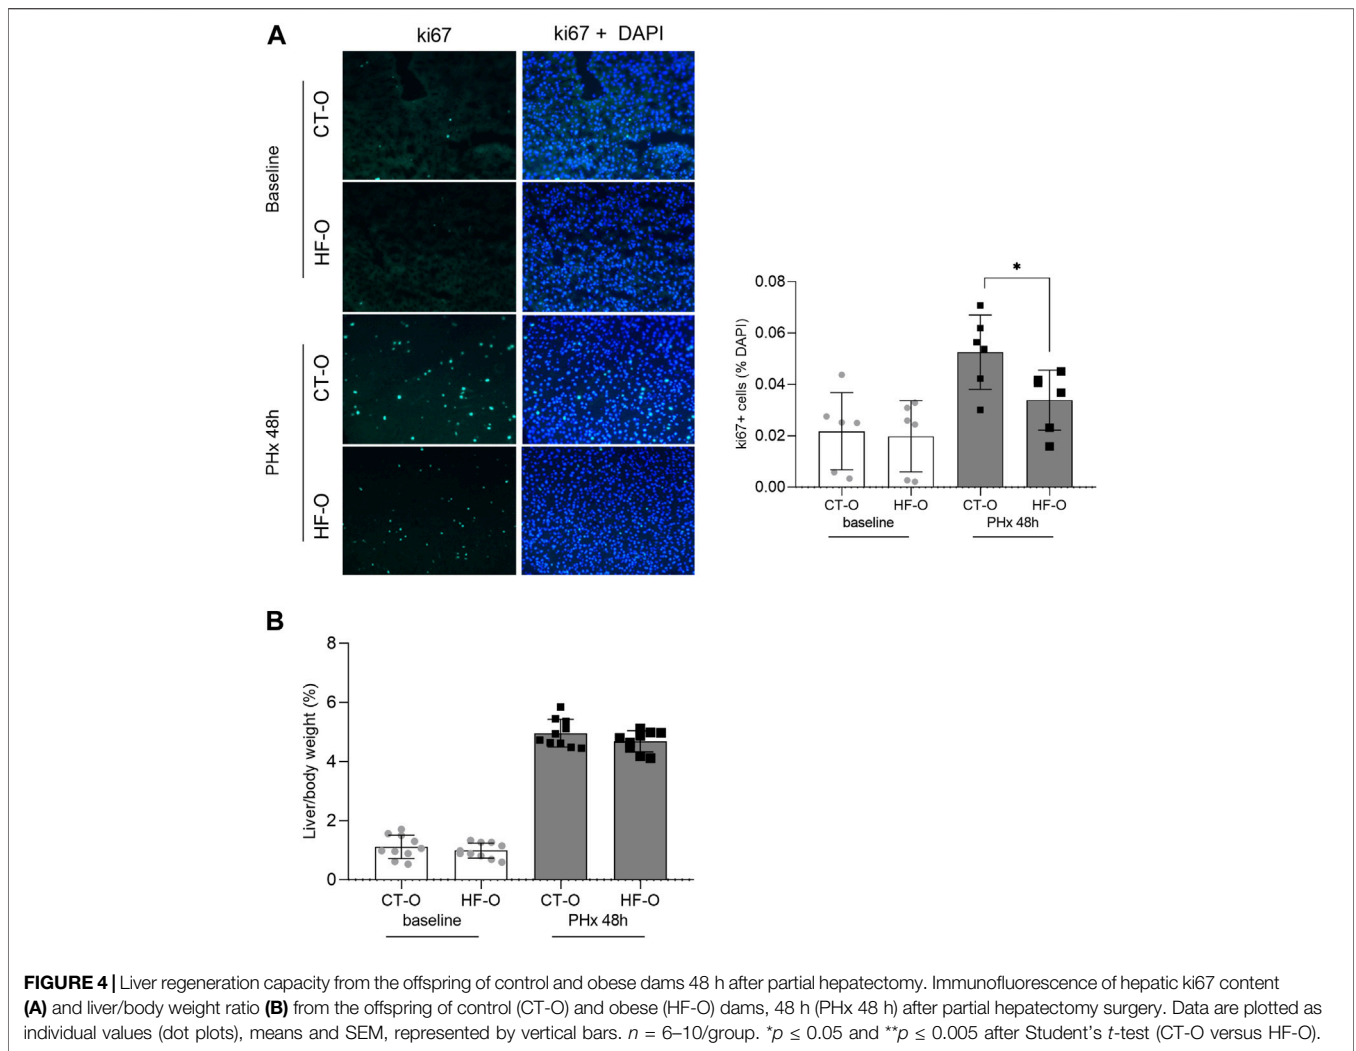 A
ki67
ki67 + DAPI
Baseline
CT-O
HF-O
PHx 48h
CT-O
HF-O
ki67+ cells (% DAPI)
0.08
0.06
0.04
0.02
0.00
*
CT-O HF-O CT-O HF-O
baseline PHx 48h
B
Liver/body weight (%)
8
6
4
2
0
CT-O HF-O CT-O HF-O
baseline PHx 48h
FIGURE 4 | Liver regeneration capacity from the offspring of control and obese dams 48 h after partial hepatectomy. Immunofluorescence of hepatic ki67 content
(A) and liver/body weight ratio (B) from the offspring of control (CT-O) and obese (HF-O) dams, 48 h (PHx 48 h) after partial hepatectomy surgery. Data are plotted as
individual values (dot plots), means and SEM, represented by vertical bars. n = 6–10/group. *p ≤ 0.05 and **p ≤ 0.005 after Student's t-test (CT-O versus HF-O).